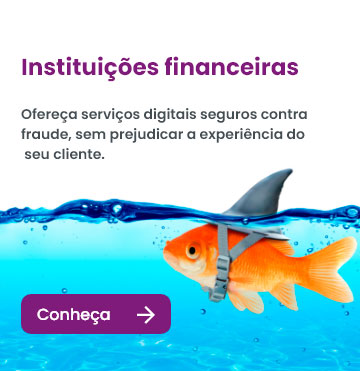 Instituições financeiras
Ofereça serviços digitais seguros contra
fraude, sem prejudicar a experiência do
seu cliente.
Conheça